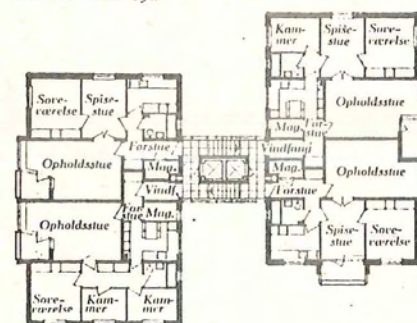 Kam-
mer
Spise-
stue
Sove-
værelse
Opholdsstue
Mag.
For-
stue
Vindfang
Mag.
Opholdsstue
Forstue
Spise-
stue
Sove-
værelse
Sove-
værelse
Spise-
stue
Opholdsstue
Forstue
Mag.
Vindf.
For-
stue
Mag.
Opholdsstue
Sove-
værelse
Kam-
mer
Kam-
mer